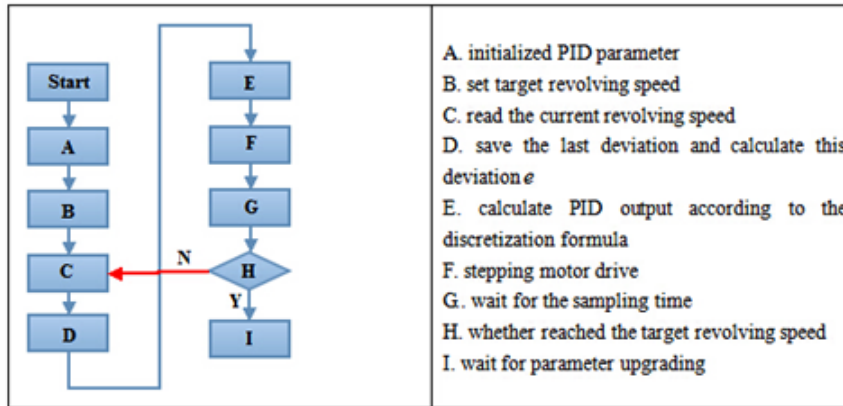 Start
A
B
C
D
E
F
G
N
H
Y
I
A. initialized PID parameter
B. set target revolving speed
C. read the current revolving speed
D. save the last deviation and calculate this
deviation e
E. calculate PID output according to the
discretization formula
F. stepping motor drive
G. wait for the sampling time
H. whether reached the target revolving speed
I. wait for parameter upgrading